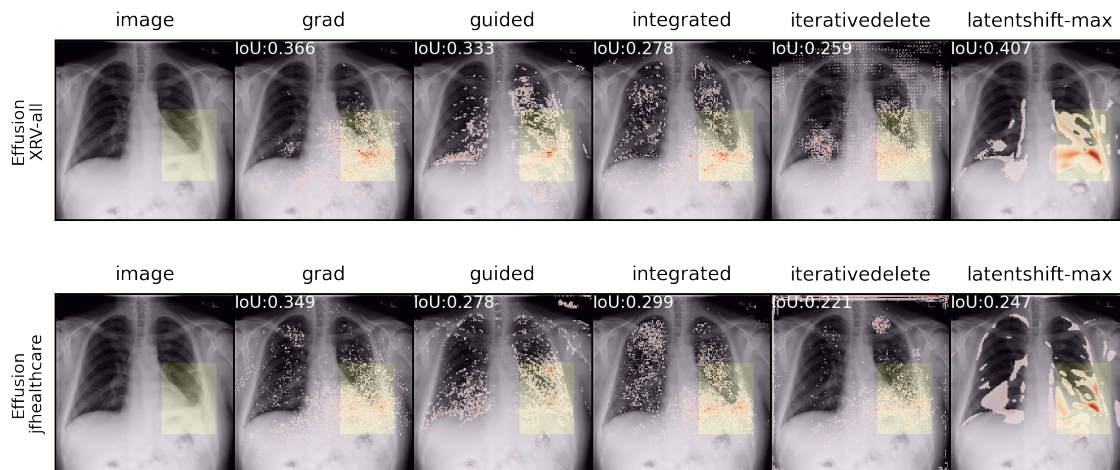 image grad guided integrated iterativedelete latentshift-max
Effusion
XRV-all
IoU:0.366 IoU:0.333 IoU:0.278 IoU:0.259 IoU:0.407
image grad guided integrated iterativedelete latentshift-max
Effusion
jfhealthcare
IoU:0.349 IoU:0.278 IoU:0.299 IoU:0.221 IoU:0.247